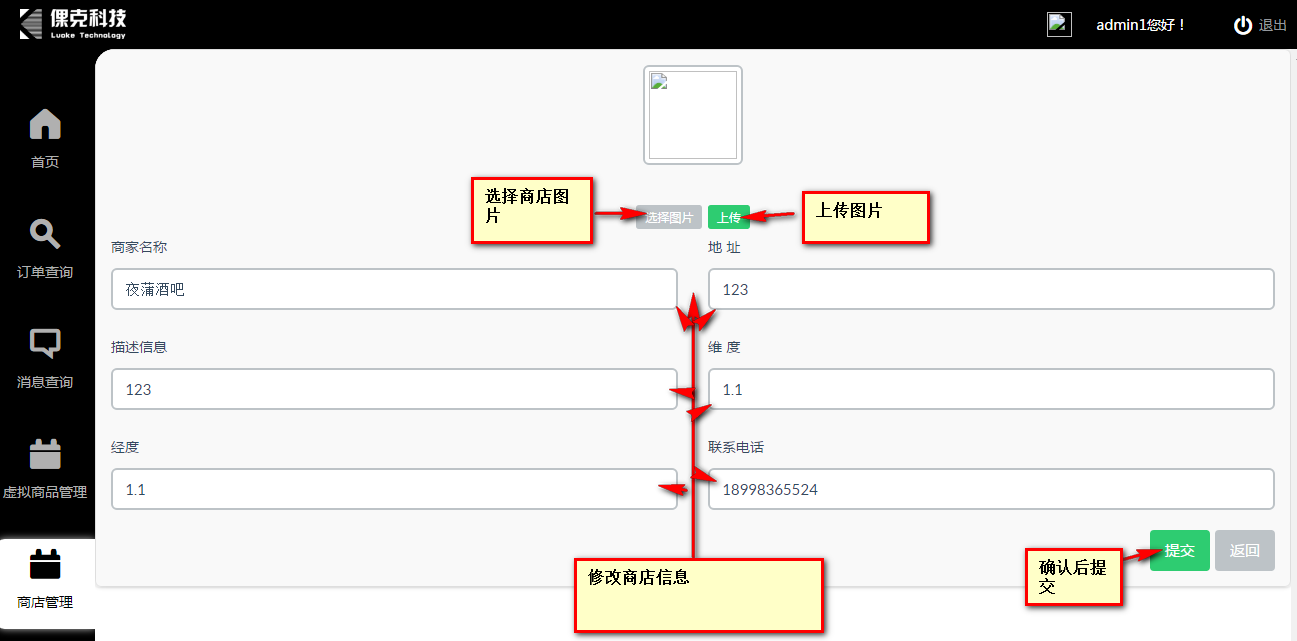 倮克科技
Luoke Technology
admin1您好！
退出
首页
订单查询
消息查询
虚拟商品管理
商店管理
选择商店图
片
选择图片
上传
上传图片
商家名称
地 址
夜蒲酒吧
123
描述信息
维 度
123
1.1
经度
联系电话
1.1
18998365524
提交
返回
修改商店信息
确认后提
交